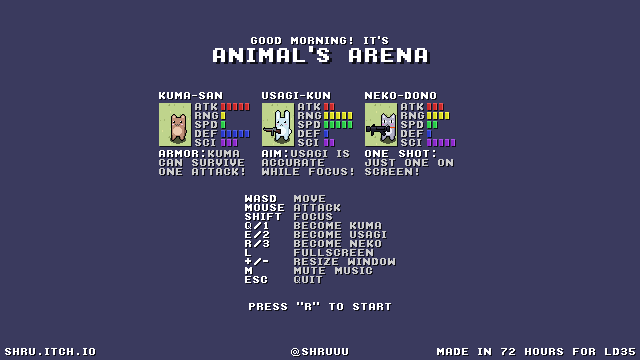 GOOD MORNING! IT'S
ANIMAL'S ARENA
KUMA-SAN
ATK
RNG
SPD
DEF
SCI
ARMOR:KUMA
CAN SURVIVE
ONE ATTACK!
USAGI-KUN
ATK
RNG
SPD
DEF
SCI
AIM:USAGI IS
ACCURATE
WHILE FOCUS!
NEKO-DONO
ATK
RNG
SPD
DEF
SCI
ONE SHOT:
JUST ONE ON
SCREEN!
WASD MOVE
MOUSE ATTACK
SHIFT FOCUS
Q/1 BECOME KUMA
E/2 BECOME USAGI
R/3 BECOME NEKO
L FULLSCREEN
+/- RESIZE WINDOW
M MUTE MUSIC
ESC QUIT
PRESS "R" TO START
SHRU.ITCH.IO
@SHRUUU
MADE IN 72 HOURS FOR LD35